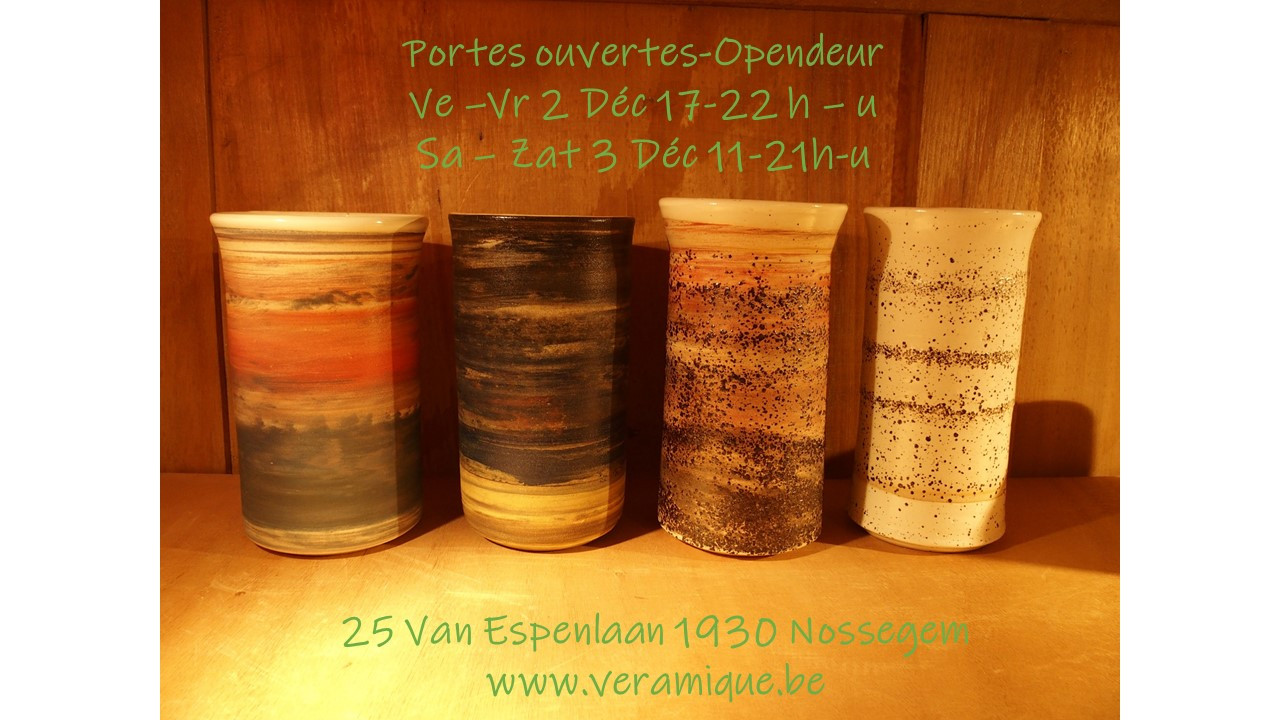 Portes ouvertes-Opendeur
Ve –Vr 2 Déc 17-22 h – u
Sa – Zat 3 Déc 11-21h-u
25 Van Espenlaan 1930 Nossegem
www.veramique.be